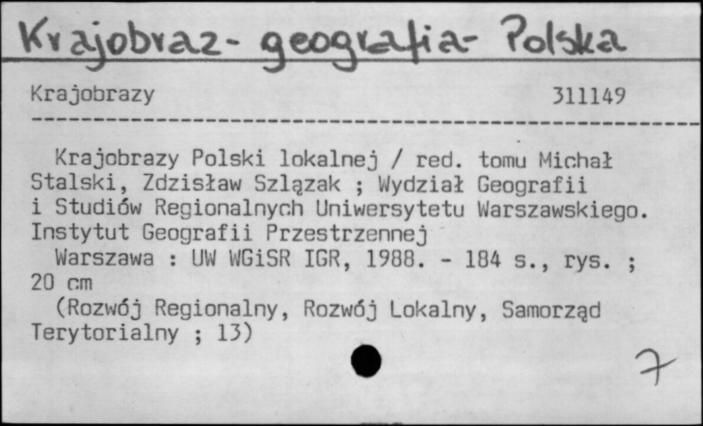 Krajobraz - geografia - Polska
Krajobrazy 311149
Krajobrazy Polski lokalnej / red. tomu Michał
Stalski, Zdzisław Szlązak ; Wydział Geografii
i Studiów Regionalnych Uniwersytetu Warszawskiego.
Instytut Geografii Przestrzennej
Warszawa : UW WGiSR IGR, 1988. - 184 s., rys. ;
20 cm
(Rozwój Regionalny, Rozwój Lokalny, Samorząd
Terytorialny ; 13)
7